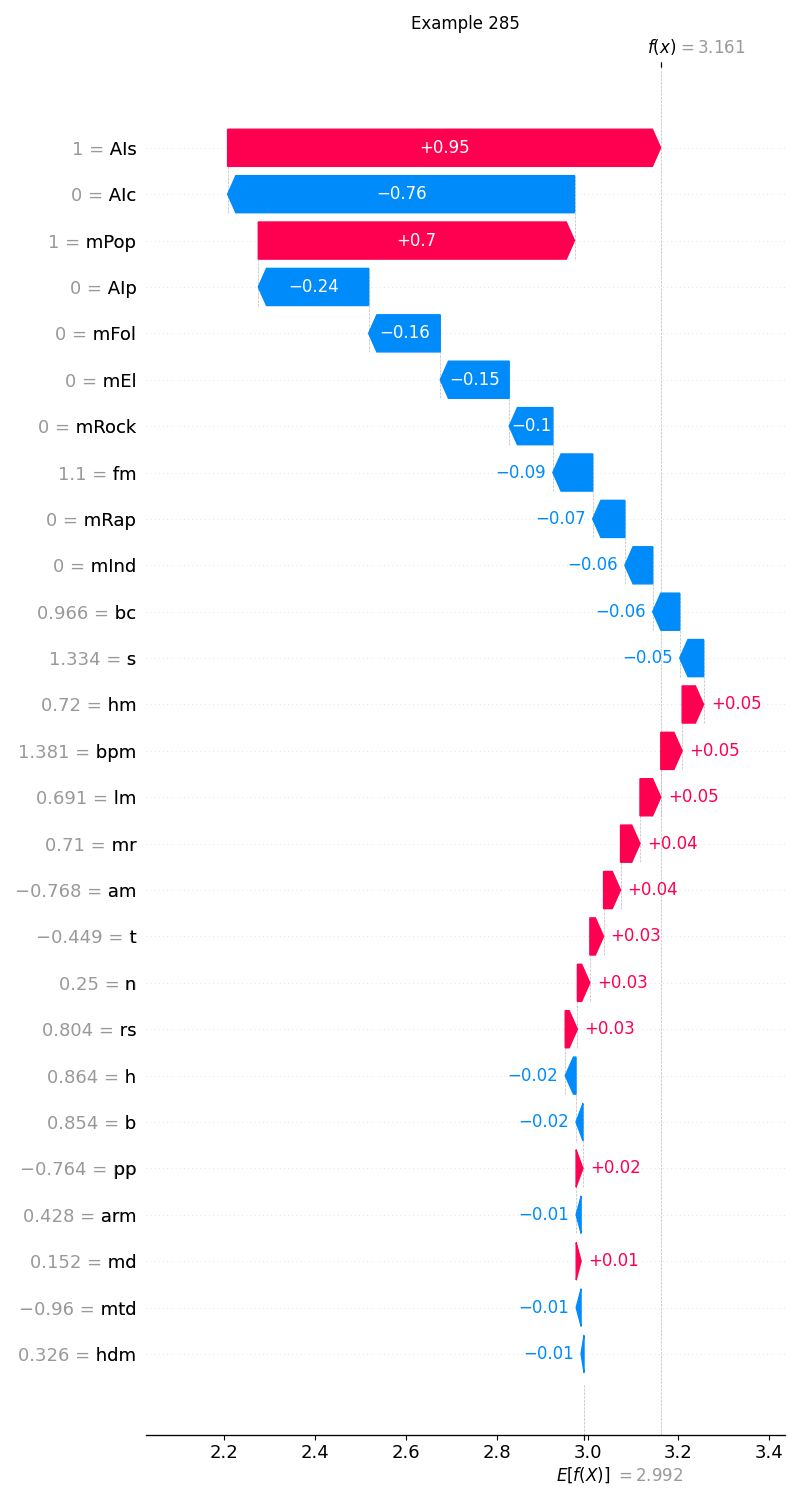 Example 285
f(x) = 3.161
1 = AIs +0.95
0 = AIc −0.76
1 = mPop +0.7
0 = AIp −0.24
0 = mFol −0.16
0 = mEl −0.15
0 = mRock −0.1
1.1 = fm −0.09
0 = mRap −0.07
0 = mInd −0.06
0.966 = bc −0.06
1.334 = s −0.05
0.72 = hm +0.05
1.381 = bpm +0.05
0.691 = lm +0.05
0.71 = mr +0.04
−0.768 = am +0.04
−0.449 = t +0.03
0.25 = n +0.03
0.804 = rs +0.03
0.864 = h −0.02
0.854 = b −0.02
−0.764 = pp +0.02
0.428 = arm −0.01
0.152 = md +0.01
−0.96 = mtd −0.01
0.326 = hdm −0.01
2.2 2.4 2.6 2.8 3.0 3.2 3.4
E[f(X)] = 2.992